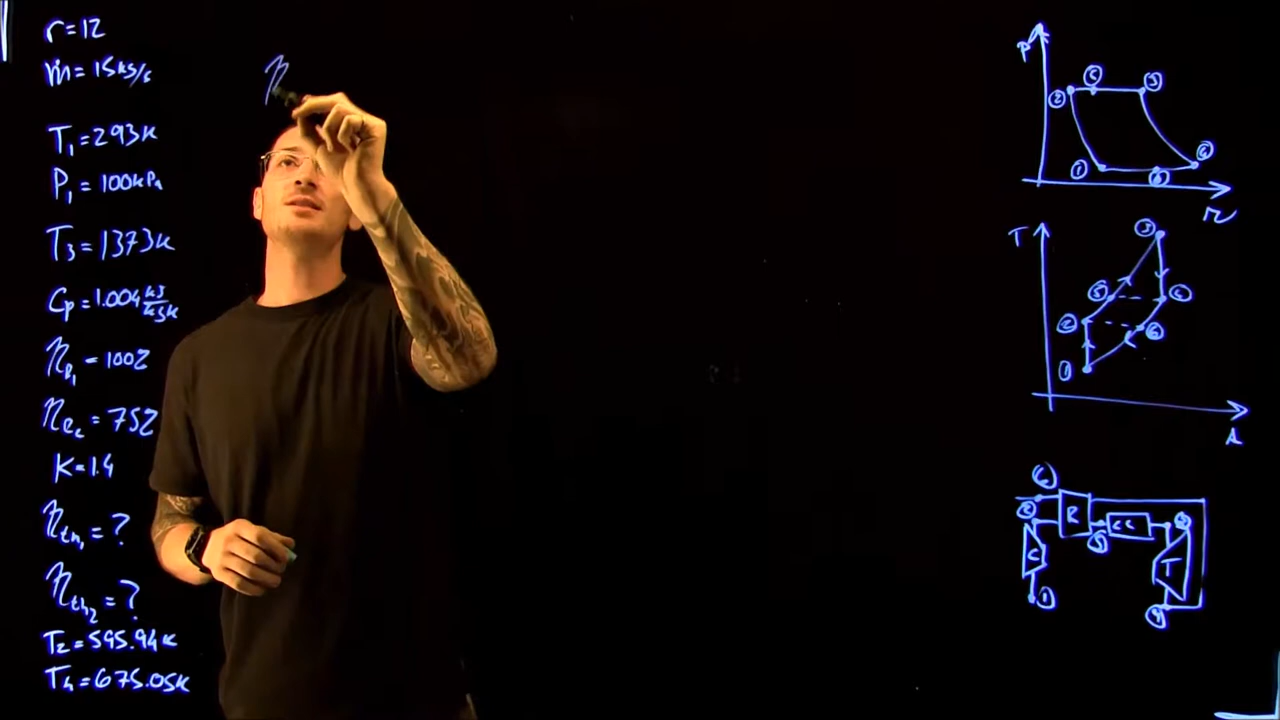 r=12
ṁ=15kg/s
T₁=293K
P₁=100kPa
T₃=1373K
Cp=1.004 kJ/kgK
η_R₁=100%
η_R₂=75%
K=1.4
η_th₁=?
η_th₂=?
T₂=595.94K
T₄=675.05K
η
P
2
5
3
1
6
4
v
T
3
5
4
2
6
1
s
6
2
R
5
CC
3
C
T
1
4